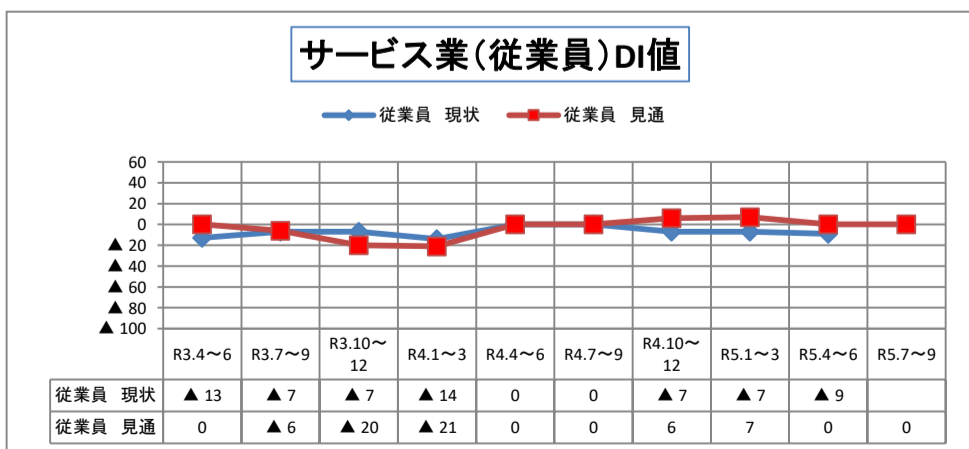 サービス業(従業員)DI値
従業員 現状 従業員 見通
60
40
20
0
▲ 20
▲ 40
▲ 60
▲ 80
▲ 100
R3.4～6 R3.7～9 R3.10～12 R4.1～3 R4.4～6 R4.7～9 R4.10～12 R5.1～3 R5.4～6 R5.7～9
従業員 現状 ▲ 13 ▲ 7 ▲ 7 ▲ 14 0 0 ▲ 7 ▲ 7 ▲ 9
従業員 見通 0 ▲ 6 ▲ 20 ▲ 21 0 0 6 7 0 0